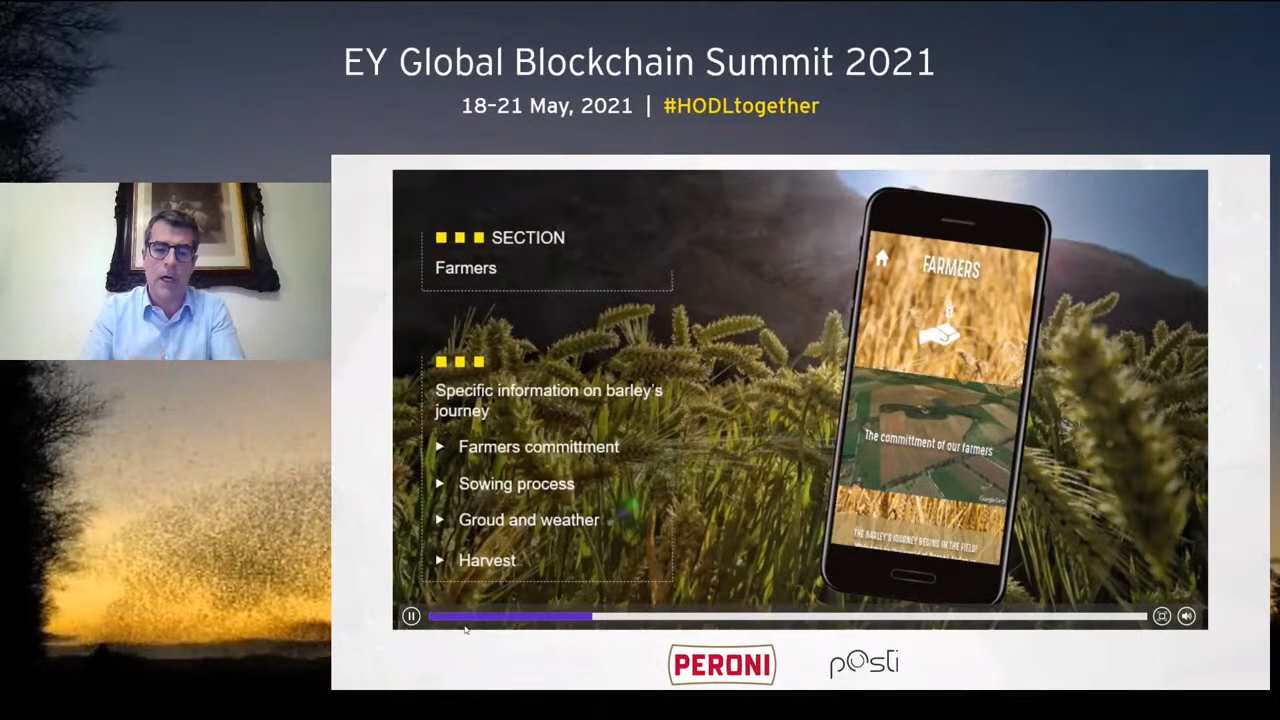 EY Global Blockchain Summit 2021
18–21 May, 2021 | #HODLtogether
SECTION
Farmers
Specific information on barley's
journey
Farmers committment
Sowing process
Groud and weather
Harvest
FARMERS
The committment of our farmers
THE BARLEY'S JOURNEY BEGINS IN THE FIELD!
PERONI
posti